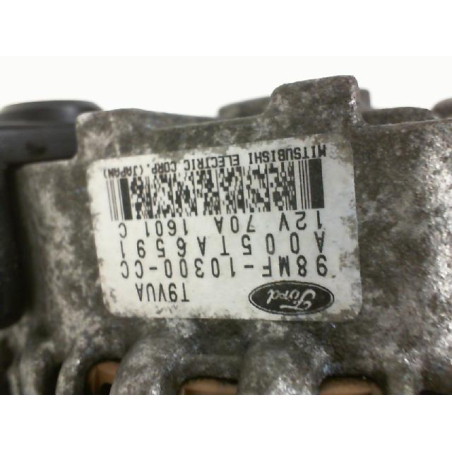 Ford T9VUA
98MF-10300-CC
A005TA6591
12V 70A 1601 C
MITSUBISHI ELECTRIC CORP.(JAPAN)